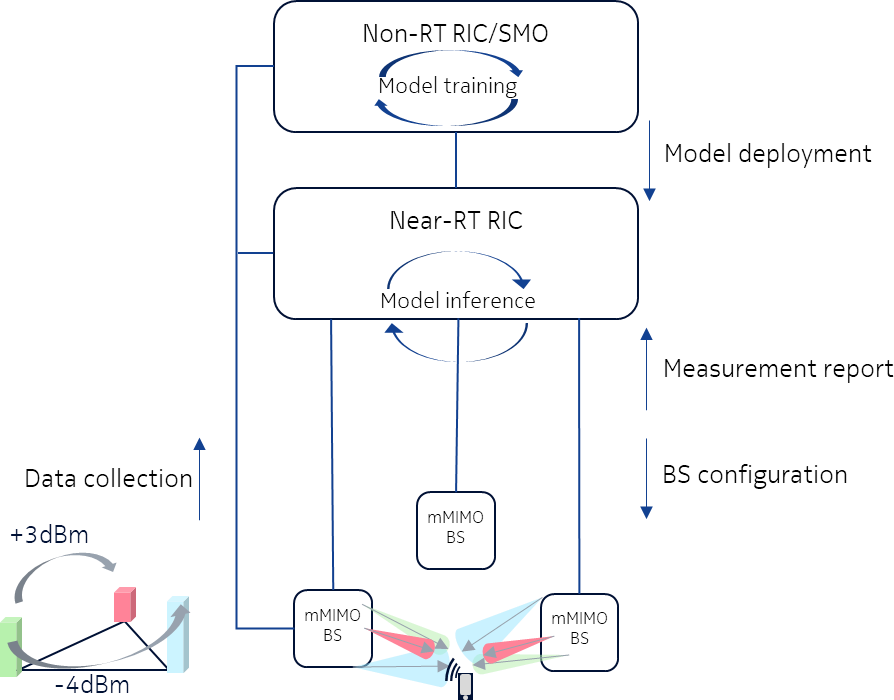 Non-RT RIC/SMO
Model training
Model deployment
Near-RT RIC
Model inference
Measurement report
Data collection
BS configuration
mMIMO
BS
+3dBm
mMIMO
BS
mMIMO
BS
-4dBm